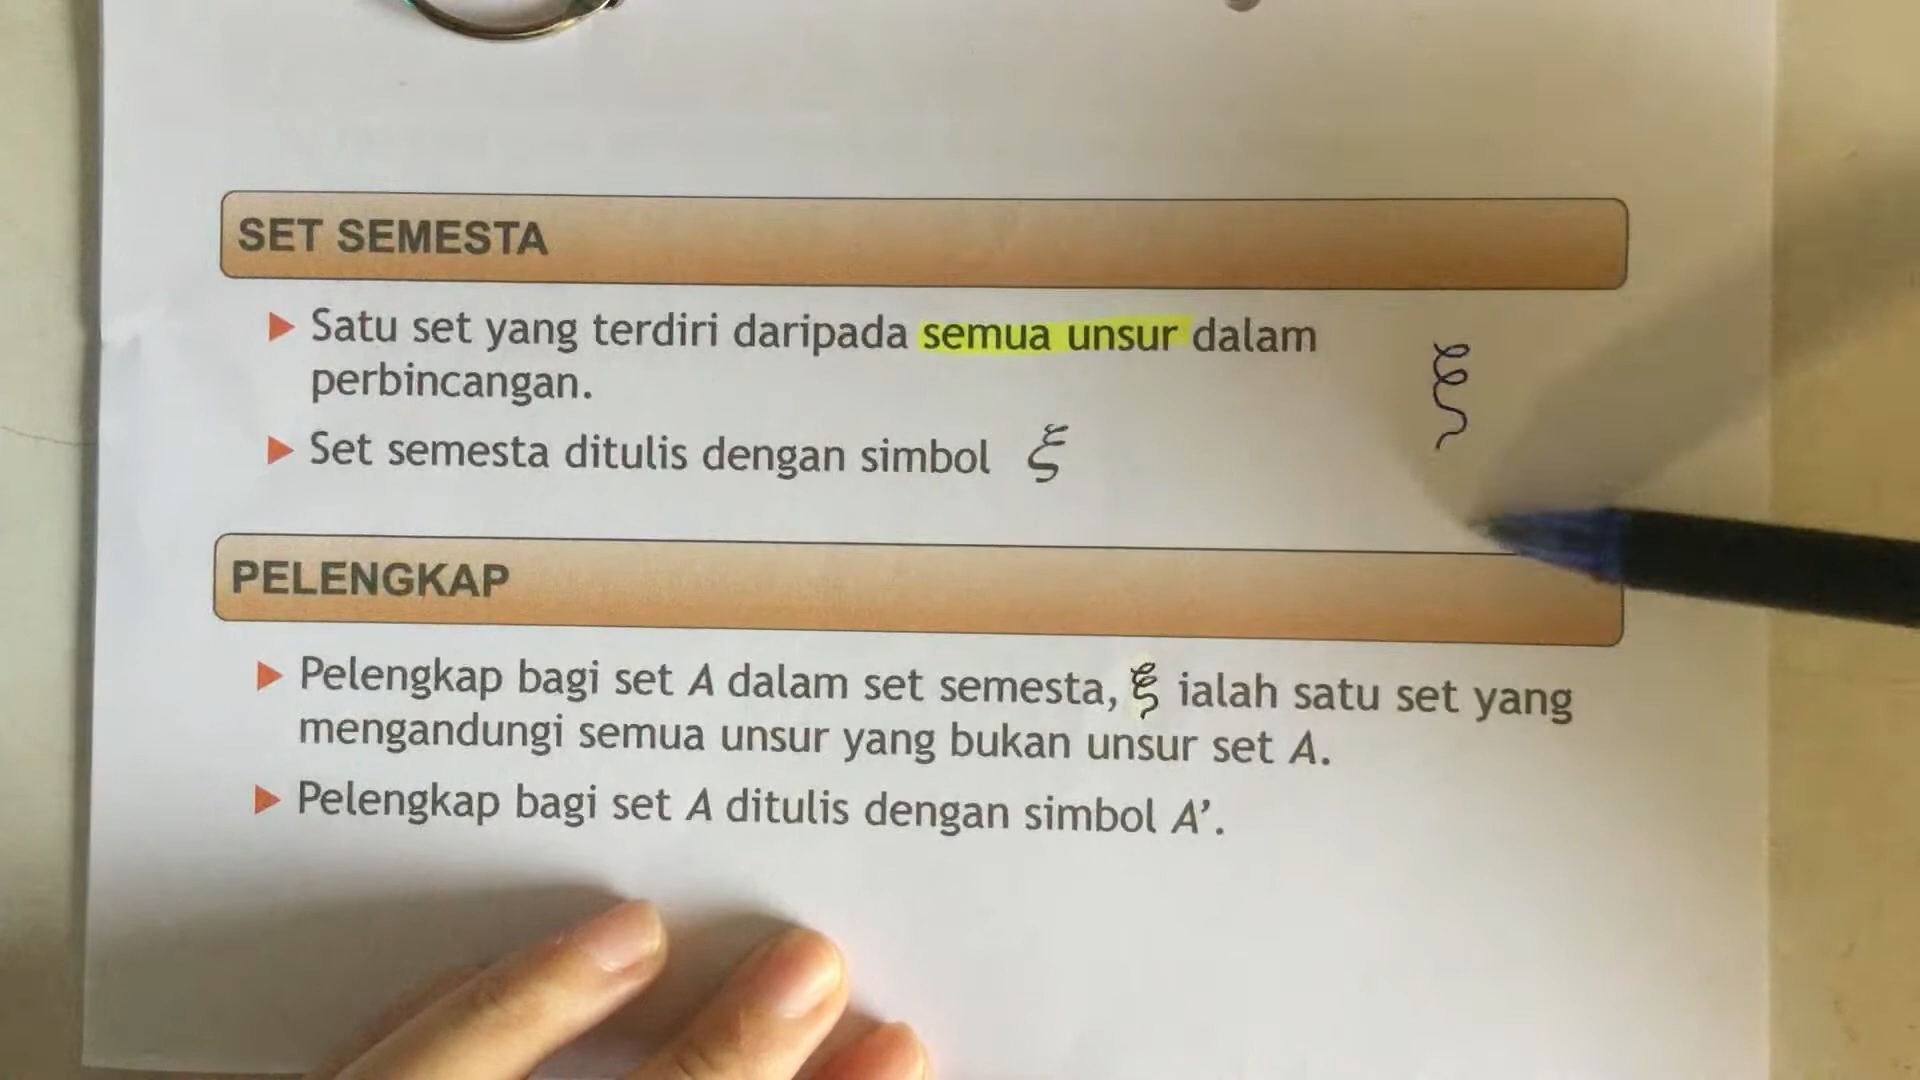 SET SEMESTA
▶ Satu set yang terdiri daripada semua unsur dalam
perbincangan.
ξ
▶ Set semesta ditulis dengan simbol ξ
PELENGKAP
▶ Pelengkap bagi set A dalam set semesta, ξ ialah satu set yang
mengandungi semua unsur yang bukan unsur set A.
▶ Pelengkap bagi set A ditulis dengan simbol A’.